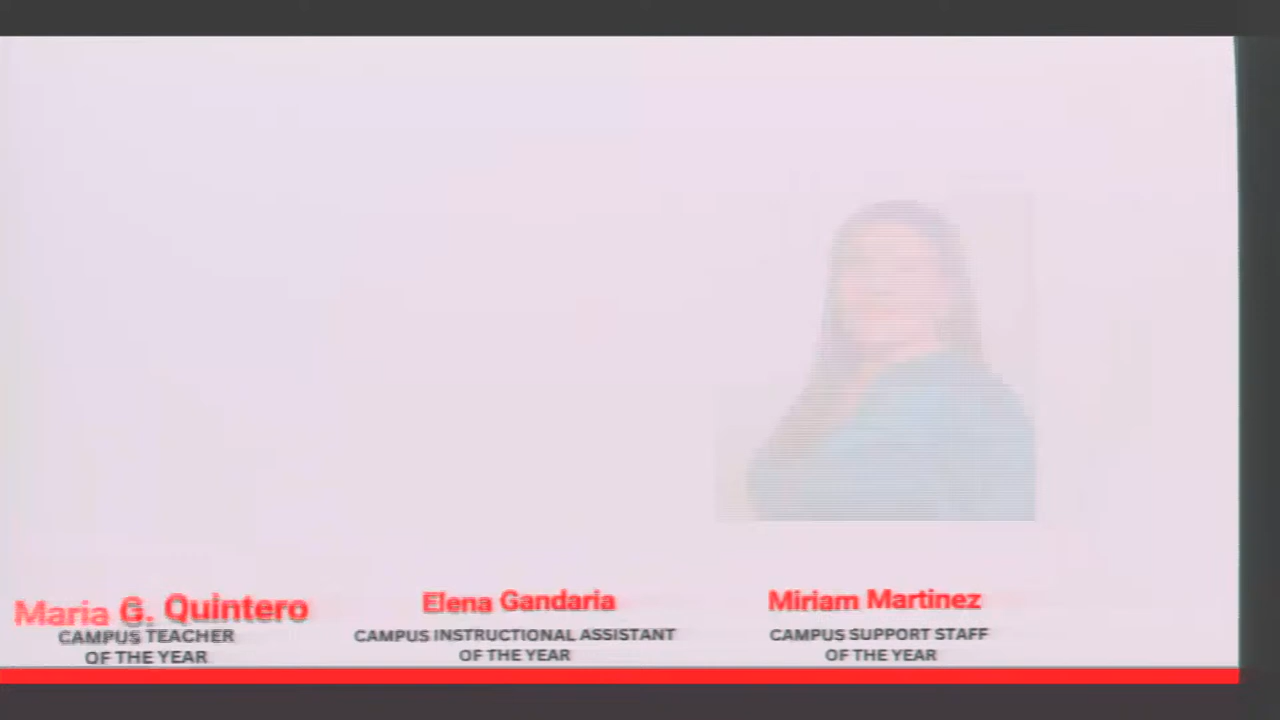 Maria G. Quintero
CAMPUS TEACHER
OF THE YEAR
Elena Gandaria
CAMPUS INSTRUCTIONAL ASSISTANT
OF THE YEAR
Miriam Martinez
CAMPUS SUPPORT STAFF
OF THE YEAR